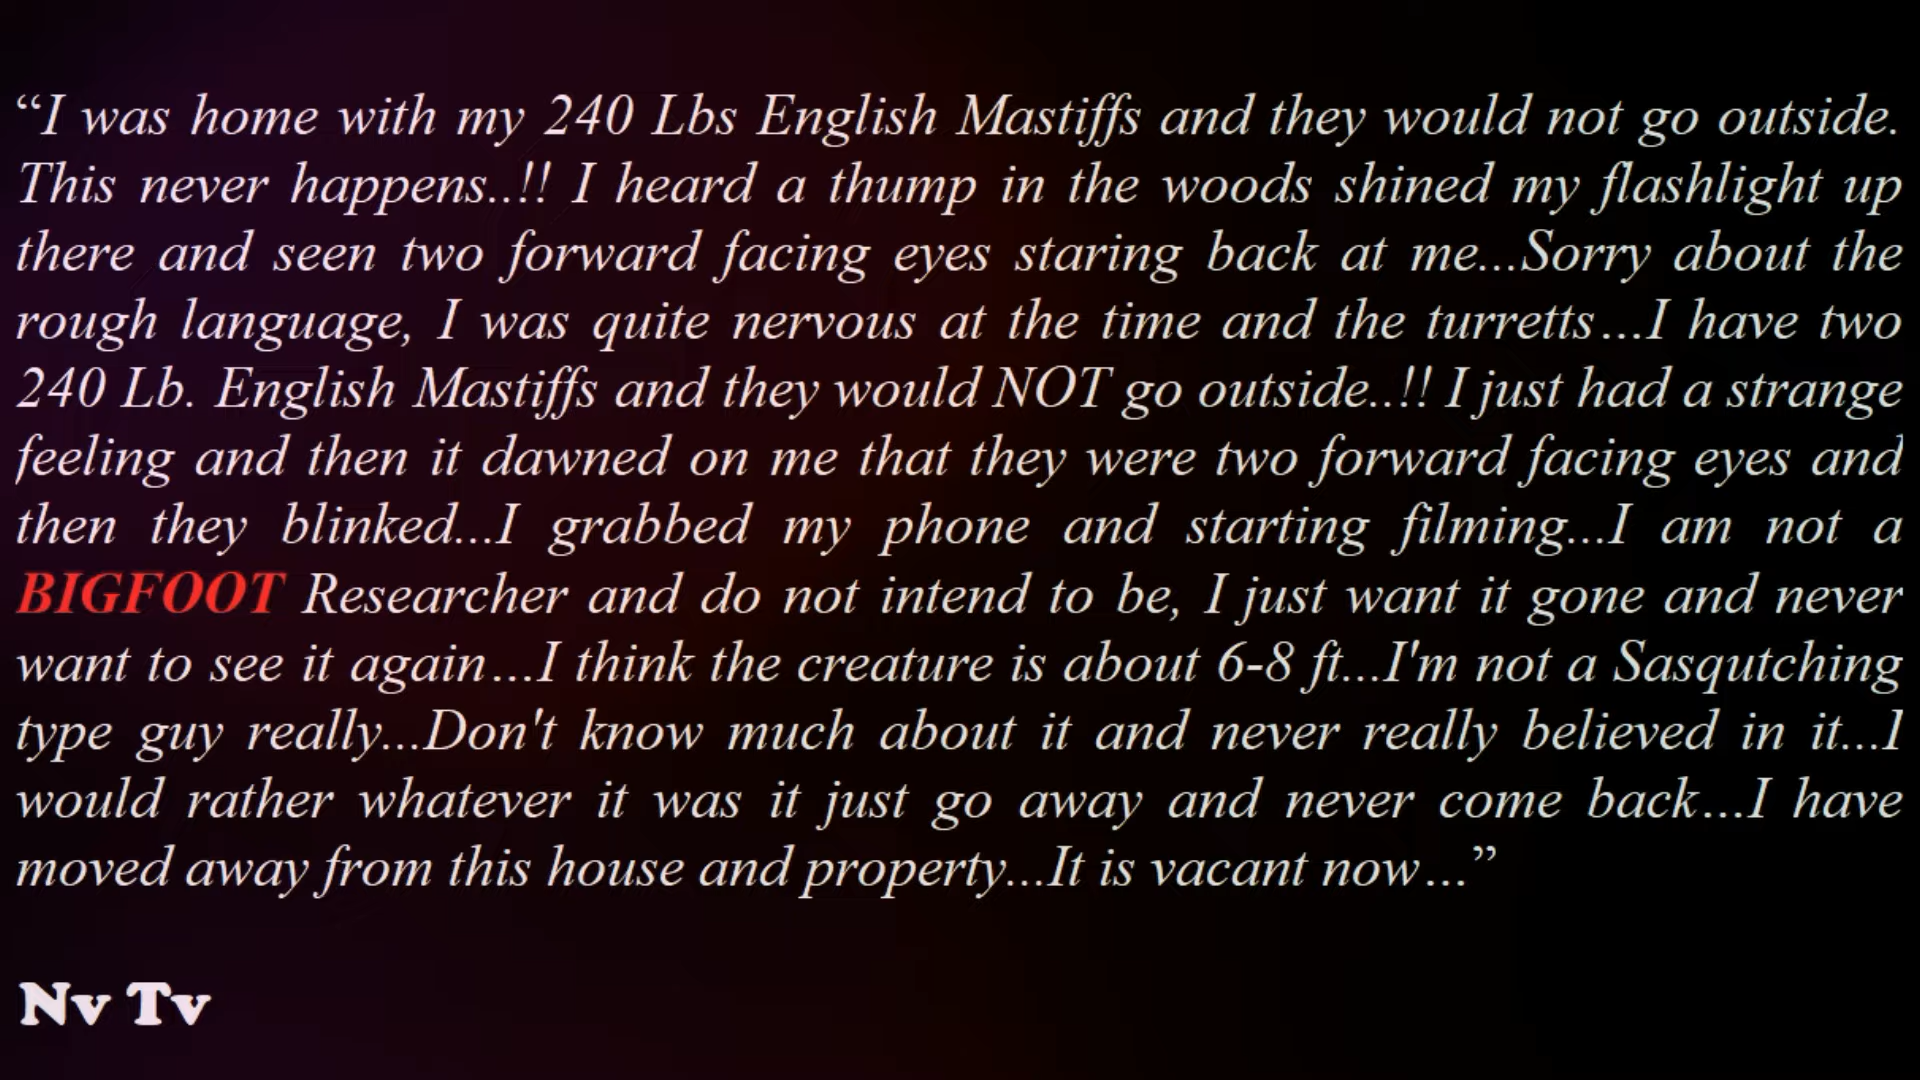 “I was home with my 240 Lbs English Mastiffs and they would not go outside.
This never happens..!! I heard a thump in the woods shined my flashlight up
there and seen two forward facing eyes staring back at me...Sorry about the
rough language, I was quite nervous at the time and the turretts...I have two
240 Lb. English Mastiffs and they would NOT go outside..!! I just had a strange
feeling and then it dawned on me that they were two forward facing eyes and
then they blinked...I grabbed my phone and starting filming...I am not a
BIGFOOT Researcher and do not intend to be, I just want it gone and never
want to see it again...I think the creature is about 6-8 ft...I'm not a Sasqutching
type guy really...Don't know much about it and never really believed in it...I
would rather whatever it was it just go away and never come back...I have
moved away from this house and property...It is vacant now...”
Nv Tv